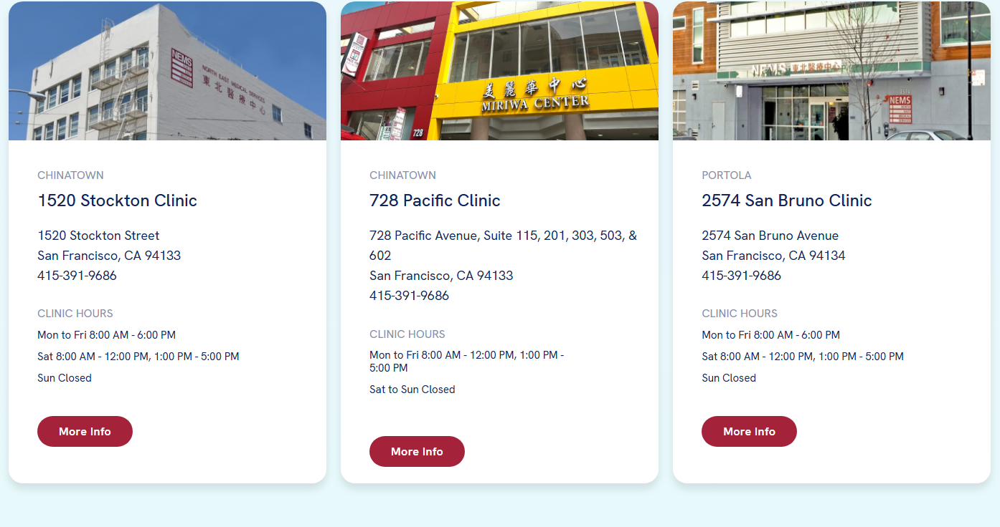 NEMS
NORTH EAST MEDICAL SERVICES
東北醫療中心
CHINATOWN
1520 Stockton Clinic
1520 Stockton Street
San Francisco, CA 94133
415-391-9686
CLINIC HOURS
Mon to Fri 8:00 AM - 6:00 PM
Sat 8:00 AM - 12:00 PM, 1:00 PM - 5:00 PM
Sun Closed
More Info
美麗華中心
MIRIWA CENTER
728
CHINATOWN
728 Pacific Clinic
728 Pacific Avenue, Suite 115, 201, 303, 503, &
602
San Francisco, CA 94133
415-391-9686
CLINIC HOURS
Mon to Fri 8:00 AM - 12:00 PM, 1:00 PM -
5:00 PM
Sat to Sun Closed
More Info
NEMS 東北醫療中心
2574
NEMS
NORTH
EAST
MEDICAL
SERVICES
PORTOLA
2574 San Bruno Clinic
2574 San Bruno Avenue
San Francisco, CA 94134
415-391-9686
CLINIC HOURS
Mon to Fri 8:00 AM - 6:00 PM
Sat 8:00 AM - 12:00 PM, 1:00 PM - 5:00 PM
Sun Closed
More Info